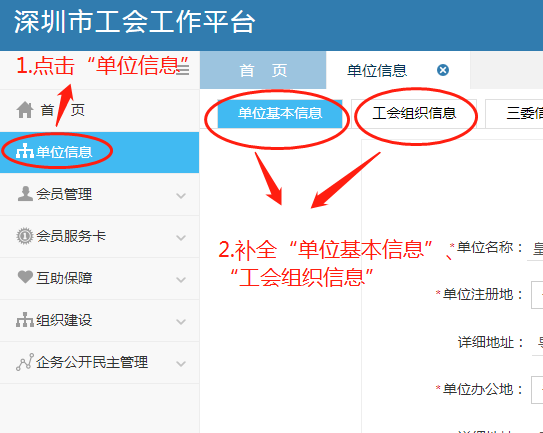 深圳市工会工作平台
1.点击“单位信息”
首 页
单位信息
首 页
单位基本信息
工会组织信息
三委信
单位信息
会员管理
会员服务卡
互助保障
组织建设
企务公开民主管理
2.补全“单位基本信息”、
“工会组织信息”
*单位名称：
*单位注册地：
详细地址：
*单位办公地：